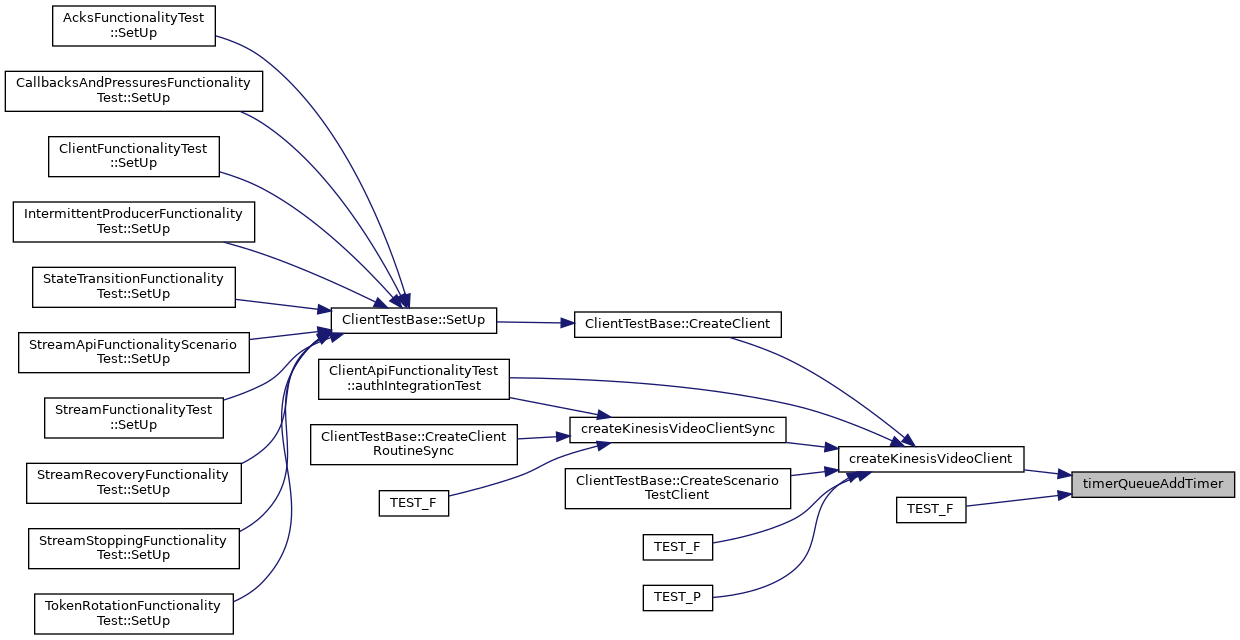 AcksFunctionalityTest
::SetUp
CallbacksAndPressuresFunctionality
Test::SetUp
ClientFunctionalityTest
::SetUp
IntermittentProducerFunctionality
Test::SetUp
StateTransitionFunctionality
Test::SetUp
StreamApiFunctionalityScenario
Test::SetUp
StreamFunctionalityTest
::SetUp
StreamRecoveryFunctionality
Test::SetUp
StreamStoppingFunctionality
Test::SetUp
TokenRotationFunctionality
Test::SetUp
ClientTestBase::SetUp
ClientApiFunctionalityTest
::authIntegrationTest
ClientTestBase::CreateClient
RoutineSync
TEST_F
ClientTestBase::CreateClient
createKinesisVideoClientSync
ClientTestBase::CreateScenario
TestClient
TEST_F
TEST_P
createKinesisVideoClient
TEST_F
timerQueueAddTimer